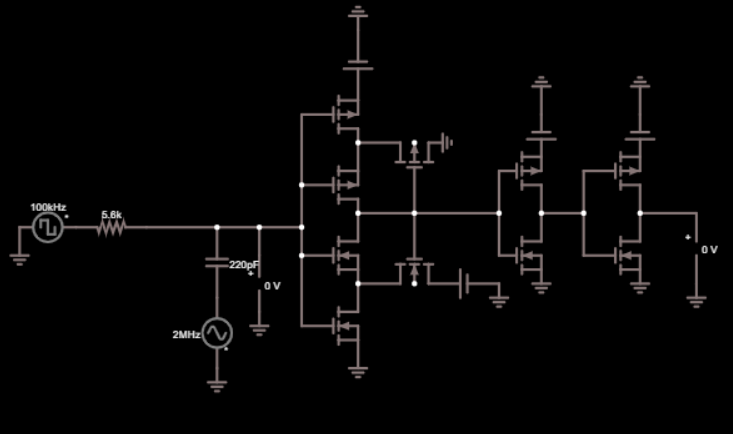 100kHz
5.6k
220pF
+
0 V
2MHz
+
0 V